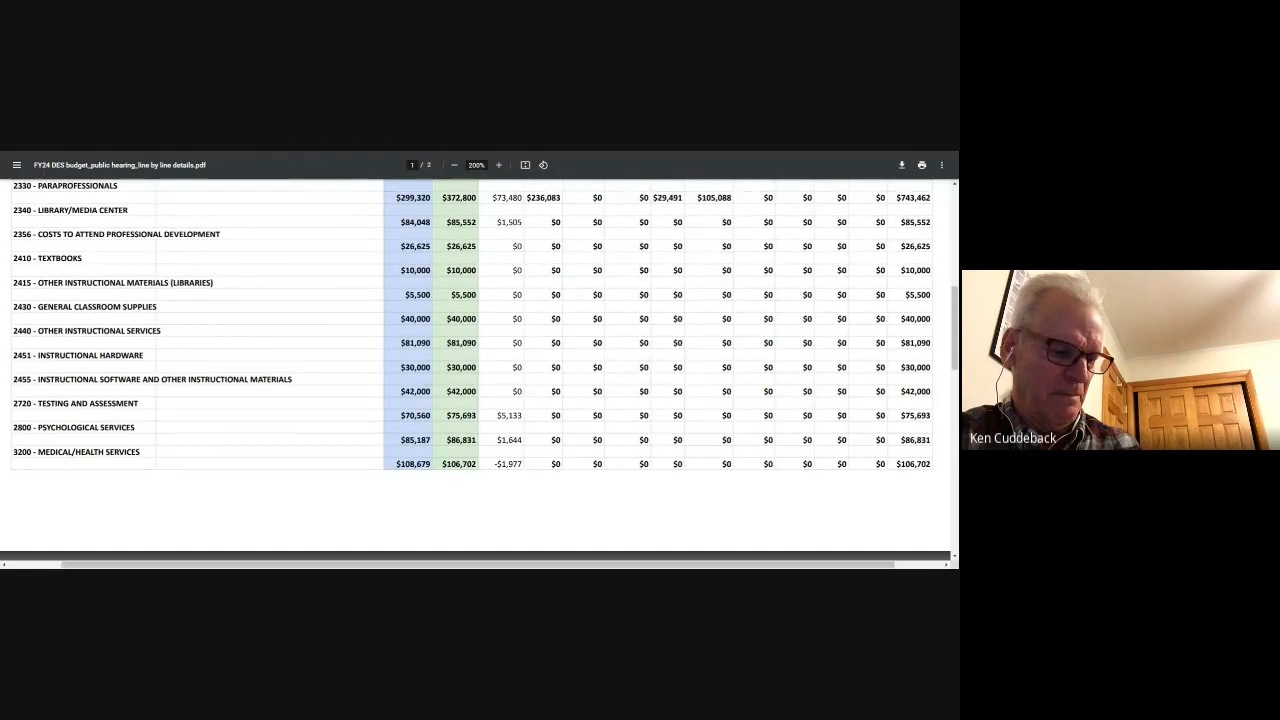 FY24 DES budget_public hearing_line by line details.pdf 1 / 2 200%
2330 - PARAPROFESSIONALS
$299,320 $372,800 $73,480 $236,083 $0 $0 $29,491 $105,088 $0 $0 $0 $0 $743,462
2340 - LIBRARY/MEDIA CENTER
$84,048 $85,552 $1,505 $0 $0 $0 $0 $0 $0 $0 $0 $0 $85,552
2356 - COSTS TO ATTEND PROFESSIONAL DEVELOPMENT
$26,625 $26,625 $0 $0 $0 $0 $0 $0 $0 $0 $0 $0 $26,625
2410 - TEXTBOOKS
$10,000 $10,000 $0 $0 $0 $0 $0 $0 $0 $0 $0 $0 $10,000
2415 - OTHER INSTRUCTIONAL MATERIALS (LIBRARIES)
$5,500 $5,500 $0 $0 $0 $0 $0 $0 $0 $0 $0 $0 $5,500
2430 - GENERAL CLASSROOM SUPPLIES
$40,000 $40,000 $0 $0 $0 $0 $0 $0 $0 $0 $0 $0 $40,000
2440 - OTHER INSTRUCTIONAL SERVICES
$81,090 $81,090 $0 $0 $0 $0 $0 $0 $0 $0 $0 $0 $81,090
2451 - INSTRUCTIONAL HARDWARE
$30,000 $30,000 $0 $0 $0 $0 $0 $0 $0 $0 $0 $0 $30,000
2455 - INSTRUCTIONAL SOFTWARE AND OTHER INSTRUCTIONAL MATERIALS
$42,000 $42,000 $0 $0 $0 $0 $0 $0 $0 $0 $0 $0 $42,000
2720 - TESTING AND ASSESSMENT
$70,560 $75,693 $5,133 $0 $0 $0 $0 $0 $0 $0 $0 $0 $75,693
2800 - PSYCHOLOGICAL SERVICES
$85,187 $86,831 $1,644 $0 $0 $0 $0 $0 $0 $0 $0 $0 $86,831
3200 - MEDICAL/HEALTH SERVICES
$108,679 $106,702 -$1,977 $0 $0 $0 $0 $0 $0 $0 $0 $0 $106,702
Ken Cuddeback